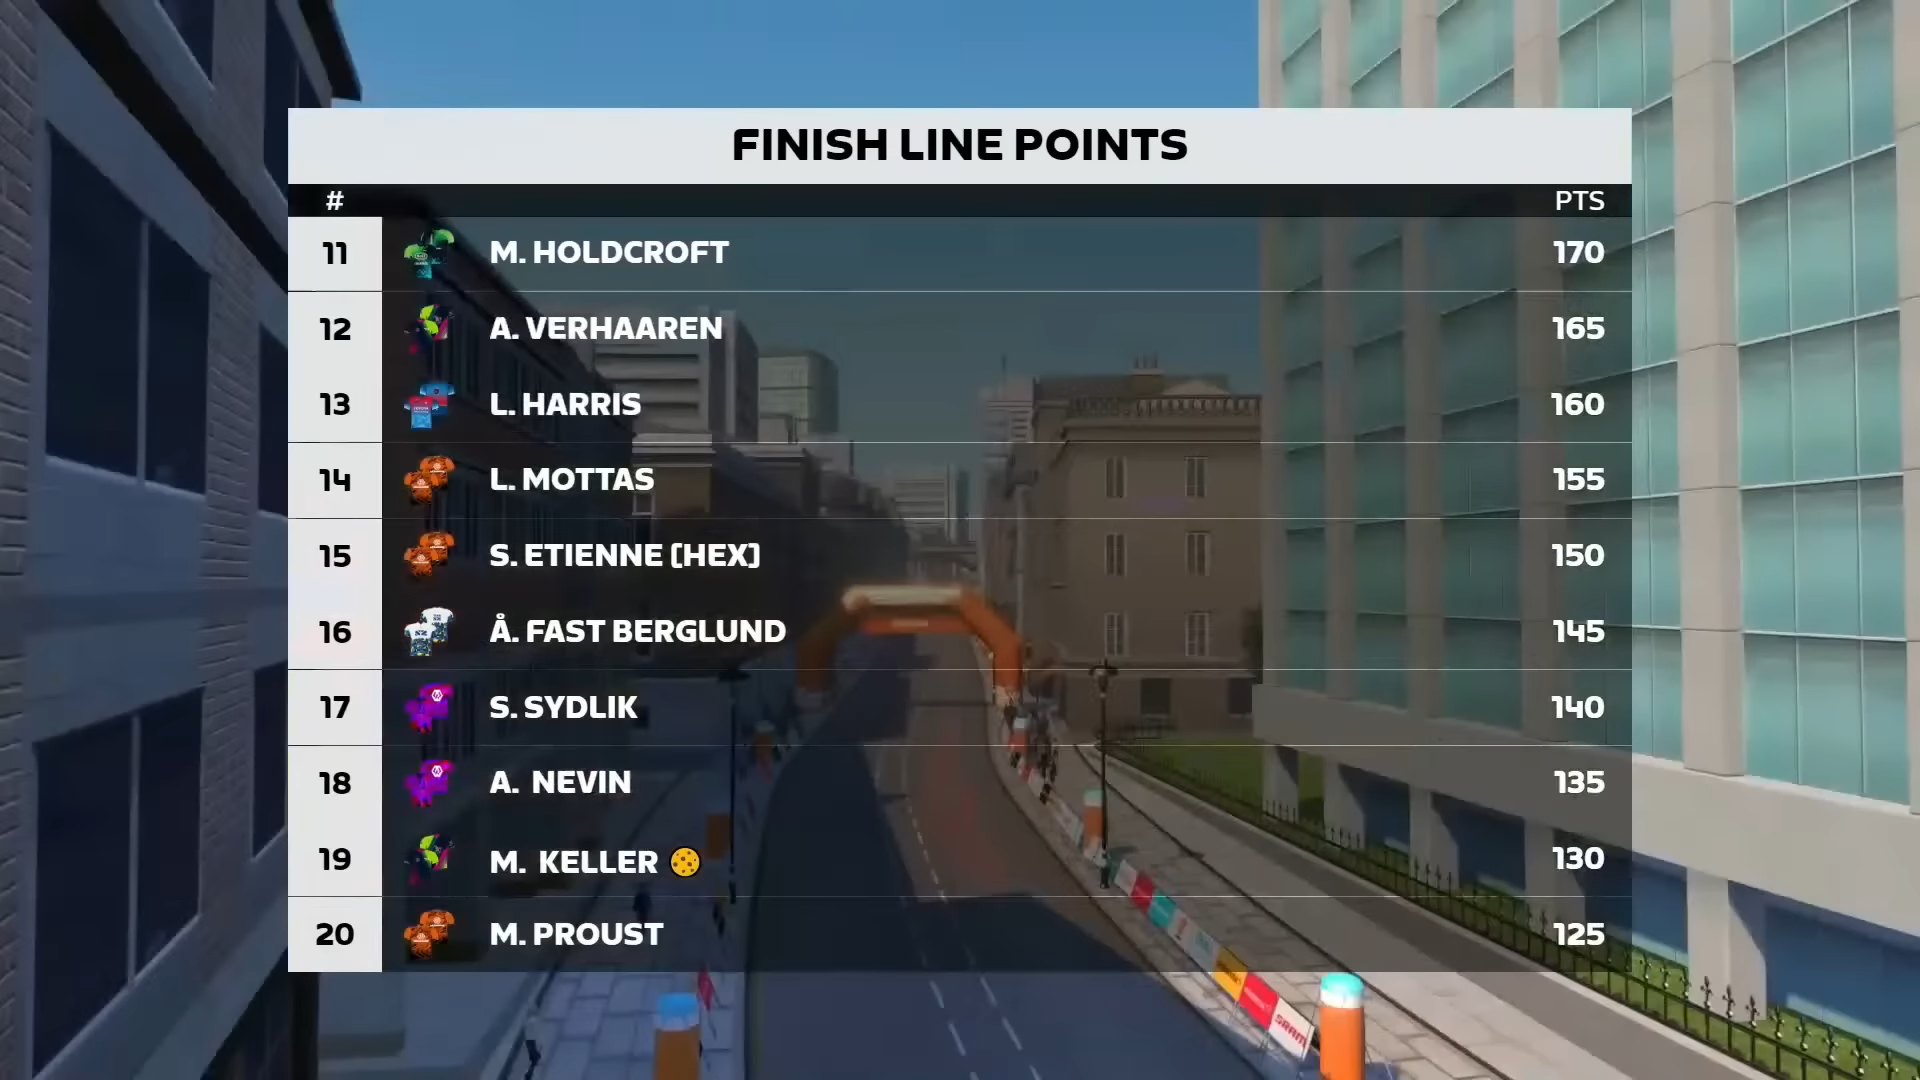 FINISH LINE POINTS
# PTS
11 M. HOLDCROFT 170
12 A. VERHAAREN 165
13 L. HARRIS 160
14 L. MOTTAS 155
15 S. ETIENNE [HEX] 150
16 Å. FAST BERGLUND 145
17 S. SYDLIK 140
18 A. NEVIN 135
19 M. KELLER 130
20 M. PROUST 125
SRAM